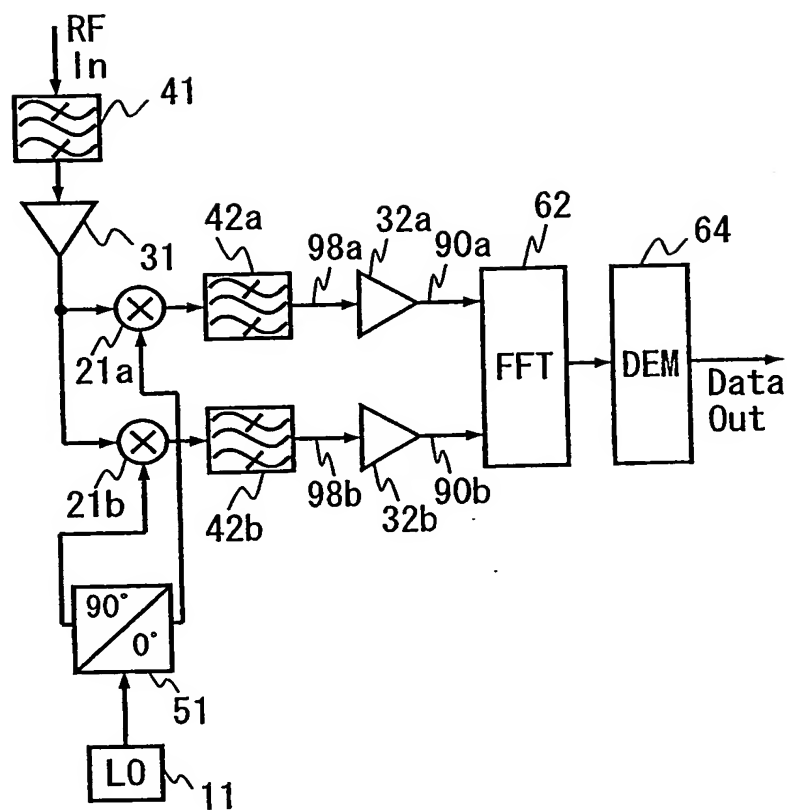 RF
In
41
31
42a
98a
32a
90a
62
64
21a
FFT
DEM
Data
Out
21b
42b
98b
32b
90b
90°
0°
51
LO
11